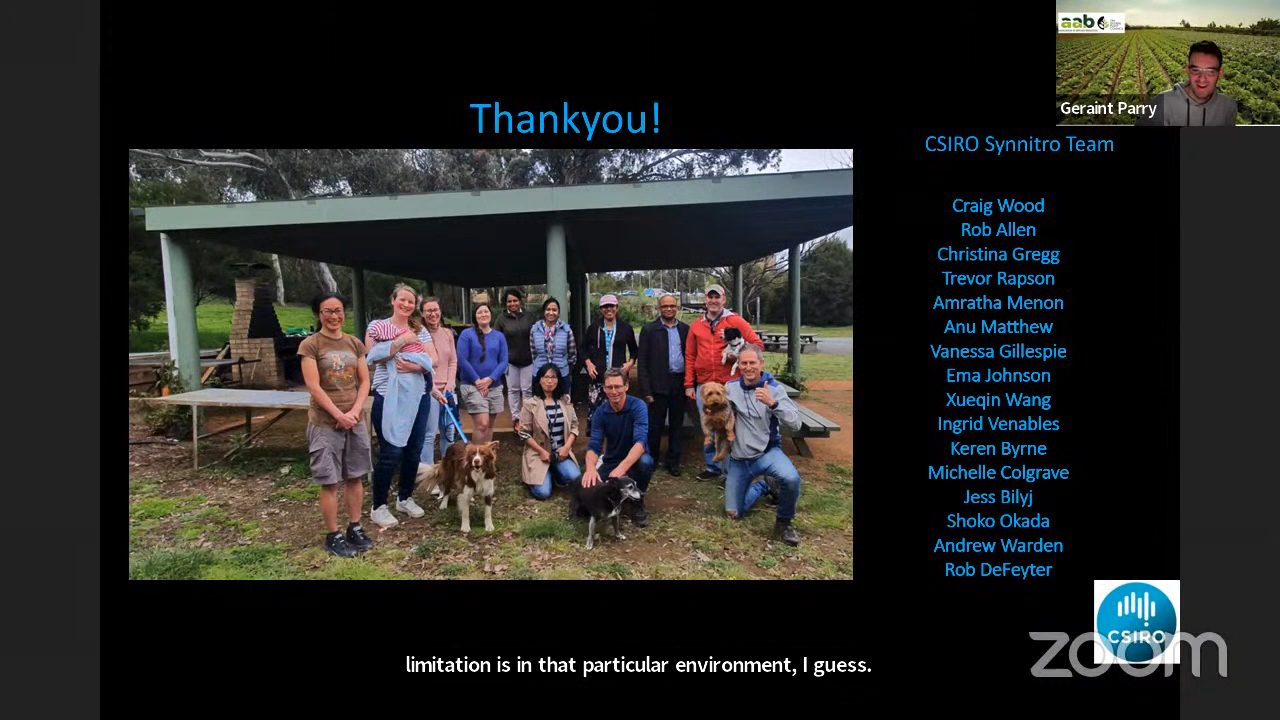 aab
Geraint Parry
Thankyou!
CSIRO Synnitro Team
Craig Wood
Rob Allen
Christina Gregg
Trevor Rapson
Amratha Menon
Anu Matthew
Vanessa Gillespie
Ema Johnson
Xueqin Wang
Ingrid Venables
Keren Byrne
Michelle Colgrave
Jess Bilyj
Shoko Okada
Andrew Warden
Rob DeFeyter
CSIRO
zoom
limitation is in that particular environment, I guess.